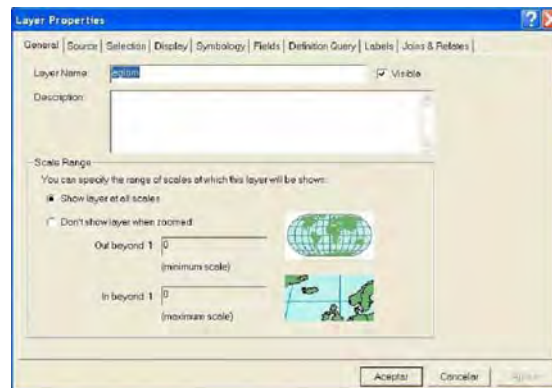 Layer Properties
General Source Selection Display Symbology Fields Definition Query Labels Joins & Relates
Layer Name:
Visible
Description:
Scale Range
You can specify the range of scales at which this layer will be shown:
Show layer at all scales
Don't show layer when zoomed:
Out beyond 1: 0
(minimum scale)
In beyond 1: 0
(maximum scale)
Aceptar Cancelar